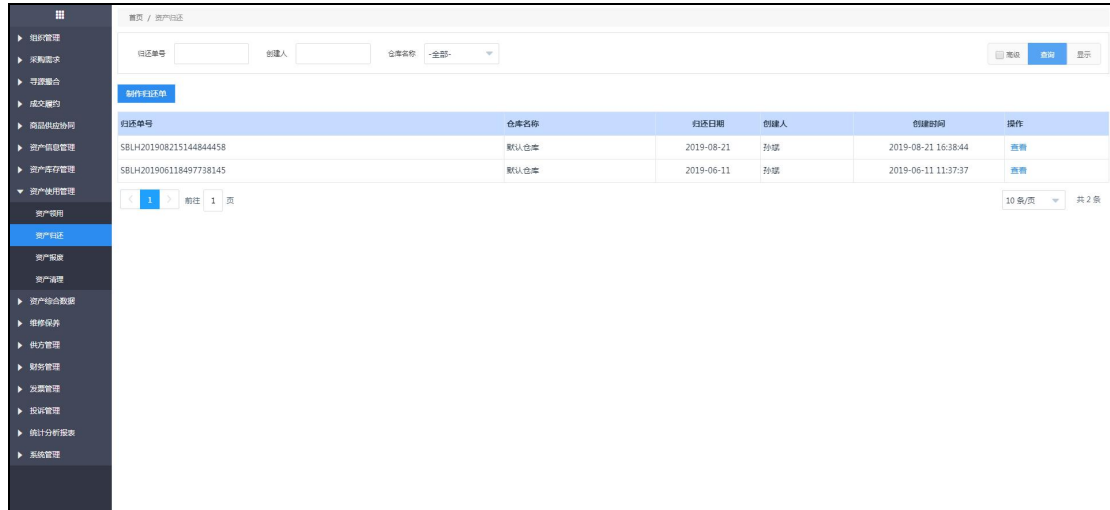 首页 / 资产归还
组织管理
采购需求
寻源撮合
成交履约
商品供应协同
资产信息管理
资产库存管理
资产使用管理
资产领用
资产归还
资产报废
资产清理
资产综合数据
维修保养
供方管理
财务管理
发票管理
投诉管理
统计分析报表
系统管理
归还单号 创建人 仓库名称 -全部- 高级 查询 显示
制作归还单
归还单号 仓库名称 归还日期 创建人 创建时间 操作
SBLH201908215144844458 默认仓库 2019-08-21 孙斌 2019-08-21 16:38:44 查看
SBLH201906118497738145 默认仓库 2019-06-11 孙斌 2019-06-11 11:37:37 查看
1 前往 1 页 10 条/页 共 2 条